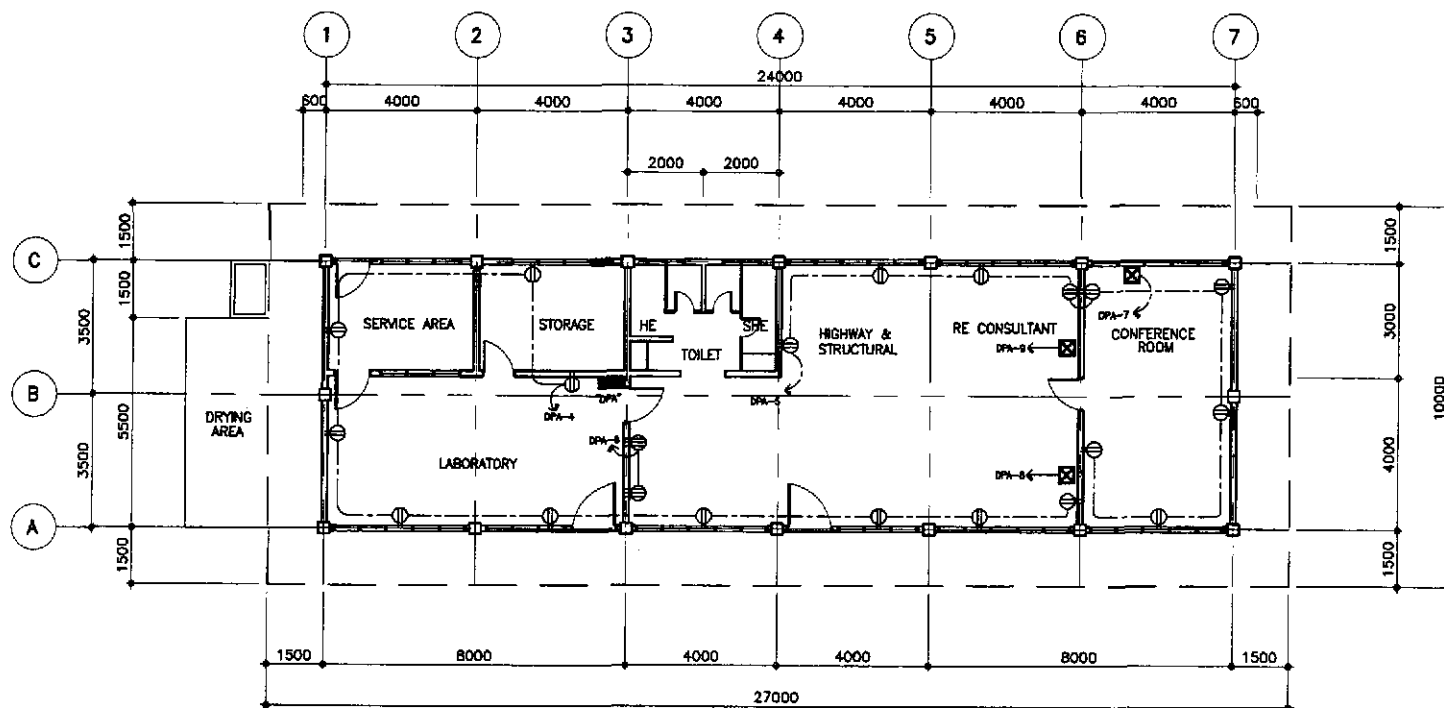 1 2 3 4 5 6 7
24000
600 4000 4000 4000 4000 4000 4000 600
2000 2000
1500
1500
C
1500
3500
3000
SERVICE AREA
STORAGE
HE
SHE
TOILET
HIGHWAY &
STRUCTURAL
RE CONSULTANT
DPA-7
CONFERENCE
ROOM
DPA-9
B
"DPA"
DPA-4
DPA-5
10000
DRYING
AREA
5500
DPA-6
3500
LABORATORY
DPA-8
4000
A
1500
1500
1500 8000 4000 4000 8000 1500
27000